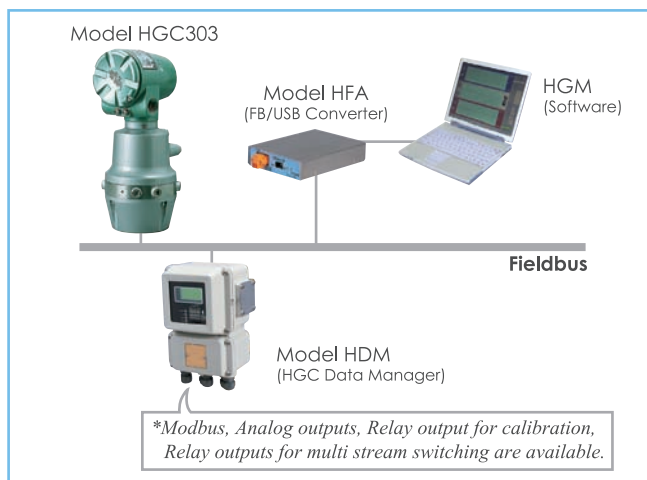 Model HGC303
Model HFA
(FB/USB Converter)
HGM
(Software)
Fieldbus
Model HDM
(HGC Data Manager)
*Modbus, Analog outputs, Relay output for calibration,
Relay outputs for multi stream switching are available.